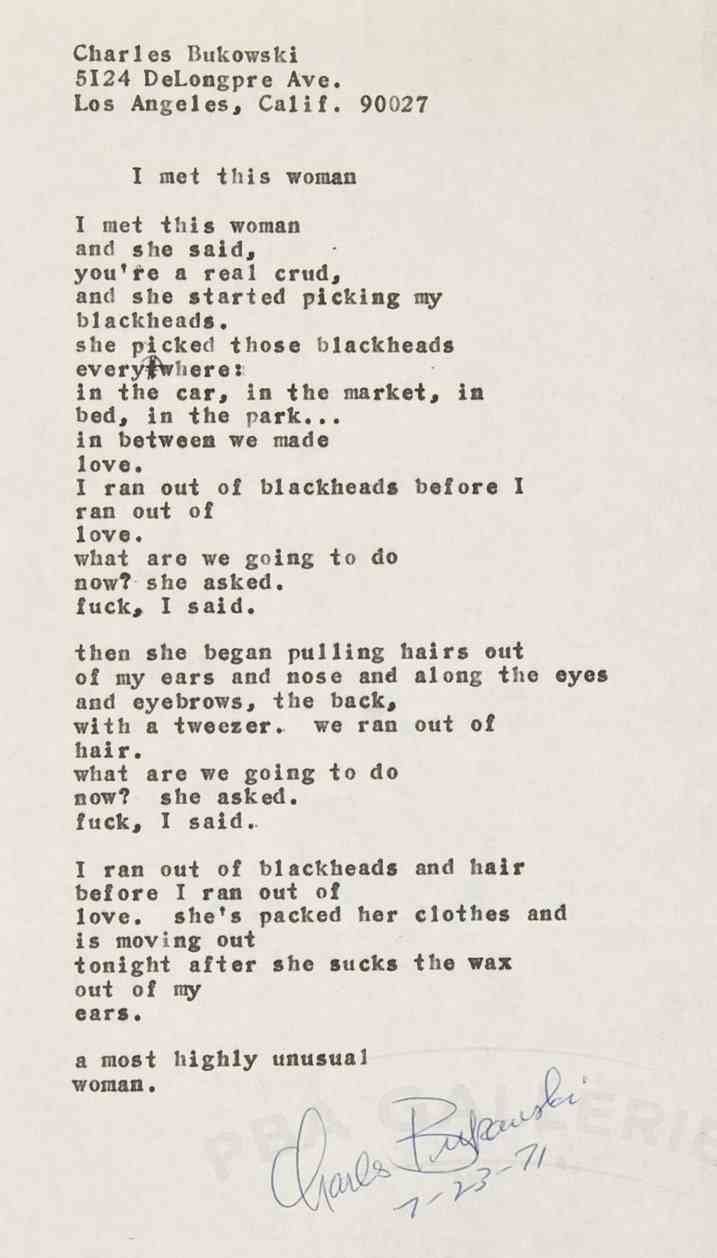 Charles Bukowski
5I24 DeLongpre Ave.
Los Angeles, Calif. 90027
I met this woman
I met this woman
and she said,
you're a real crud,
and she started picking my
blackheads.
she picked those blackheads
everywhere:
in the car, in the market, in
bed, in the park...
in between we made
love.
I ran out of blackheads before I
ran out of
love.
what are we going to do
now? she asked.
fuck, I said.
then she began pulling hairs out
of my ears and nose and along the eyes
and eyebrows, the back,
with a tweezer.  we ran out of
hair.
what are we going to do
now?  she asked.
fuck, I said.
I ran out of blackheads and hair
before I ran out of
love.  she's packed her clothes and
is moving out
tonight after she sucks the wax
out of my
ears.
a most highly unusual
woman.
Charles Bukowski
7-23-71